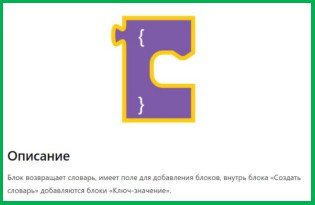 {
}
Описание
Блок возвращает словарь, имеет поле для добавления блоков, внутрь блока «Создать
словарь» добавляются блоки «Ключ-значение».